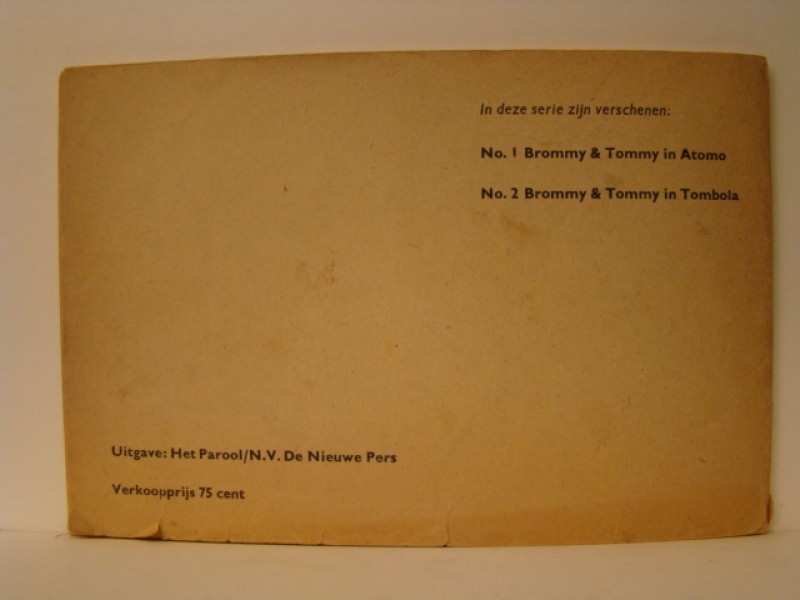 In deze serie zijn verschenen:
No. 1 Brommy & Tommy in Atomo
No. 2 Brommy & Tommy in Tombola
Uitgave: Het Parool/N.V. De Nieuwe Pers
Verkoopprijs 75 cent